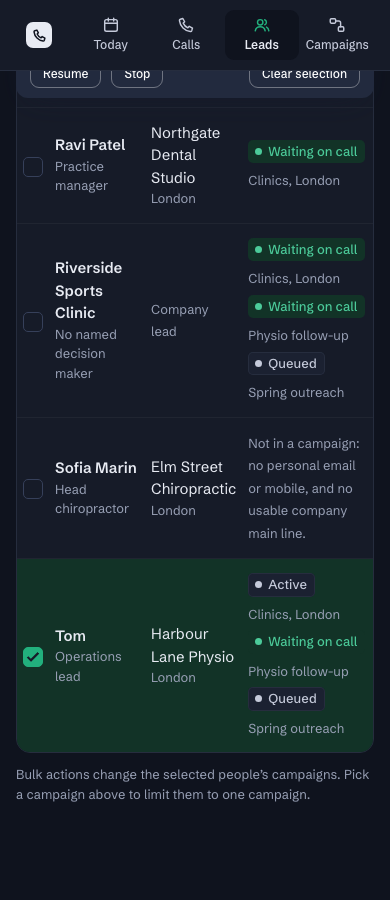 Today
Calls
Leads
Campaigns
Resume
Stop
Clear selection
Ravi Patel
Practice
manager
Northgate
Dental
Studio
London
Waiting on call
Clinics, London
Riverside
Sports
Clinic
No named
decision
maker
Company
lead
Waiting on call
Clinics, London
Waiting on call
Physio follow-up
Queued
Spring outreach
Sofia Marin
Head
chiropractor
Elm Street
Chiropractic
London
Not in a campaign:
no personal email
or mobile, and no
usable company
main line.
Tom
Operations
lead
Harbour
Lane Physio
London
Active
Clinics, London
Waiting on call
Physio follow-up
Queued
Spring outreach
Bulk actions change the selected people’s campaigns. Pick
a campaign above to limit them to one campaign.